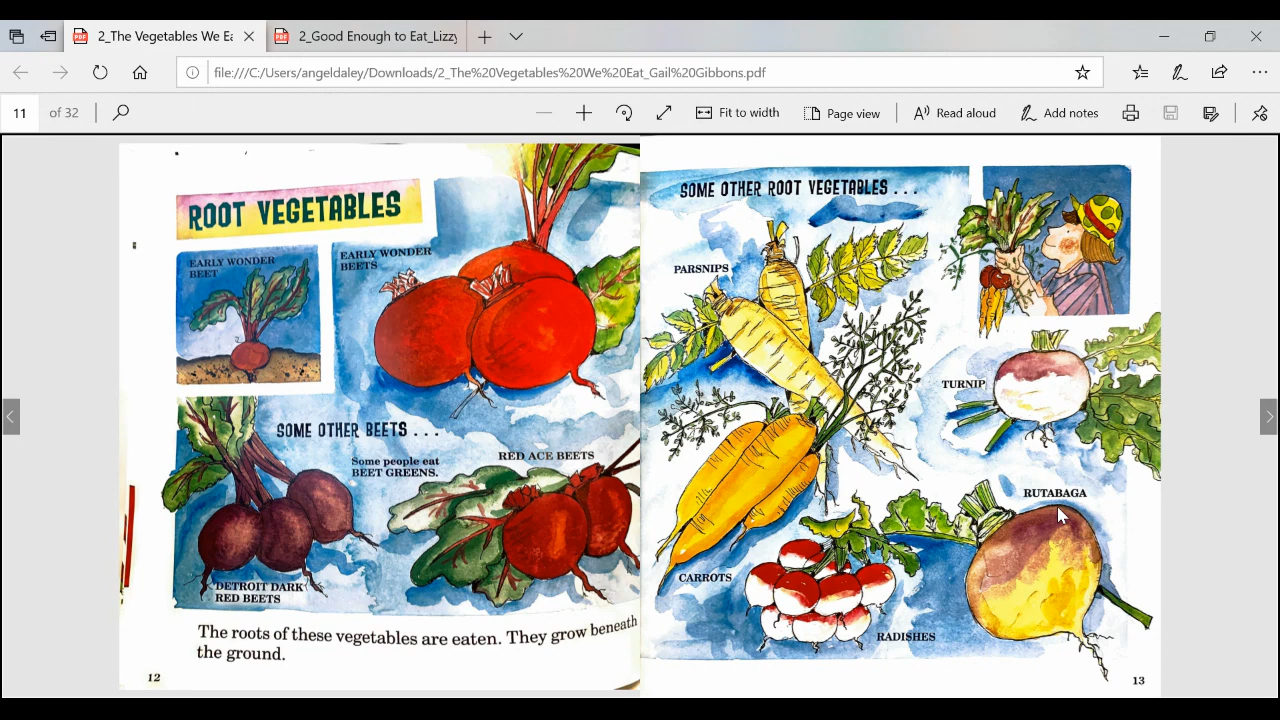 2_The Vegetables We Ea
2_Good Enough to Eat_Lizzy
file:///C:/Users/angeldaley/Downloads/2_The%20Vegetables%20We%20Eat_Gail%20Gibbons.pdf
11 of 32
Fit to width
Page view
Read aloud
Add notes
ROOT VEGETABLES
EARLY WONDER
BEET
EARLY WONDER
BEETS
SOME OTHER BEETS . . .
Some people eat
BEET GREENS.
RED ACE BEETS
DETROIT DARK
RED BEETS
The roots of these vegetables are eaten. They grow beneath
the ground.
12
SOME OTHER ROOT VEGETABLES . . .
PARSNIPS
TURNIP
RUTABAGA
CARROTS
RADISHES
13